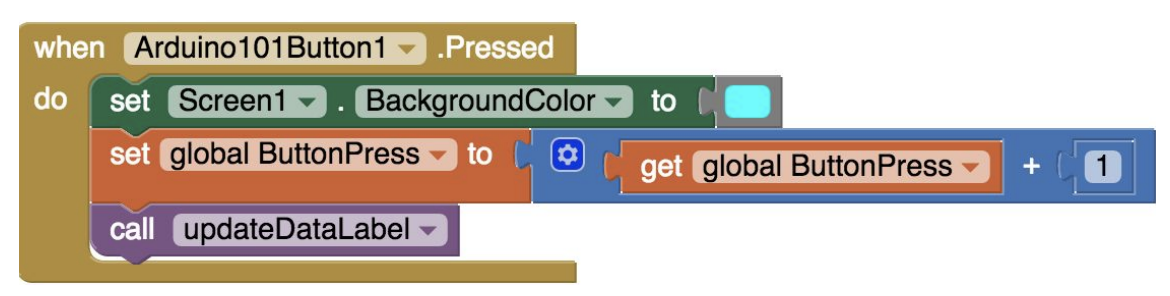 when Arduino101Button1 .Pressed
do set Screen1 . BackgroundColor to
set global ButtonPress to get global ButtonPress + 1
call updateDataLabel